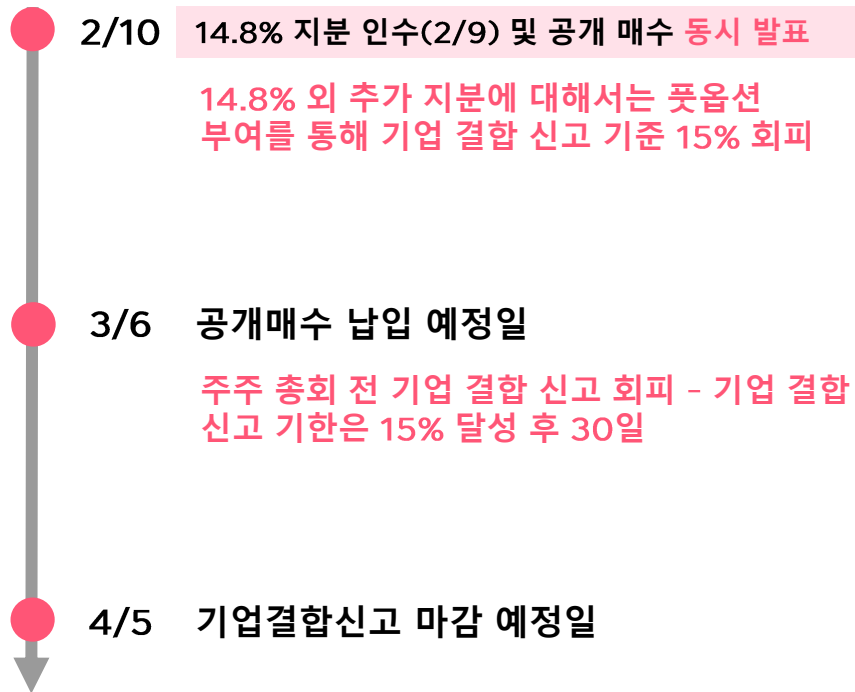 2/10 14.8% 지분 인수(2/9) 및 공개 매수 동시 발표
14.8% 외 추가 지분에 대해서는 풋옵션
부여를 통해 기업 결합 신고 기준 15% 회피
3/6 공개매수 납입 예정일
주주 총회 전 기업 결합 신고 회피 - 기업 결합
신고 기한은 15% 달성 후 30일
4/5 기업결합신고 마감 예정일